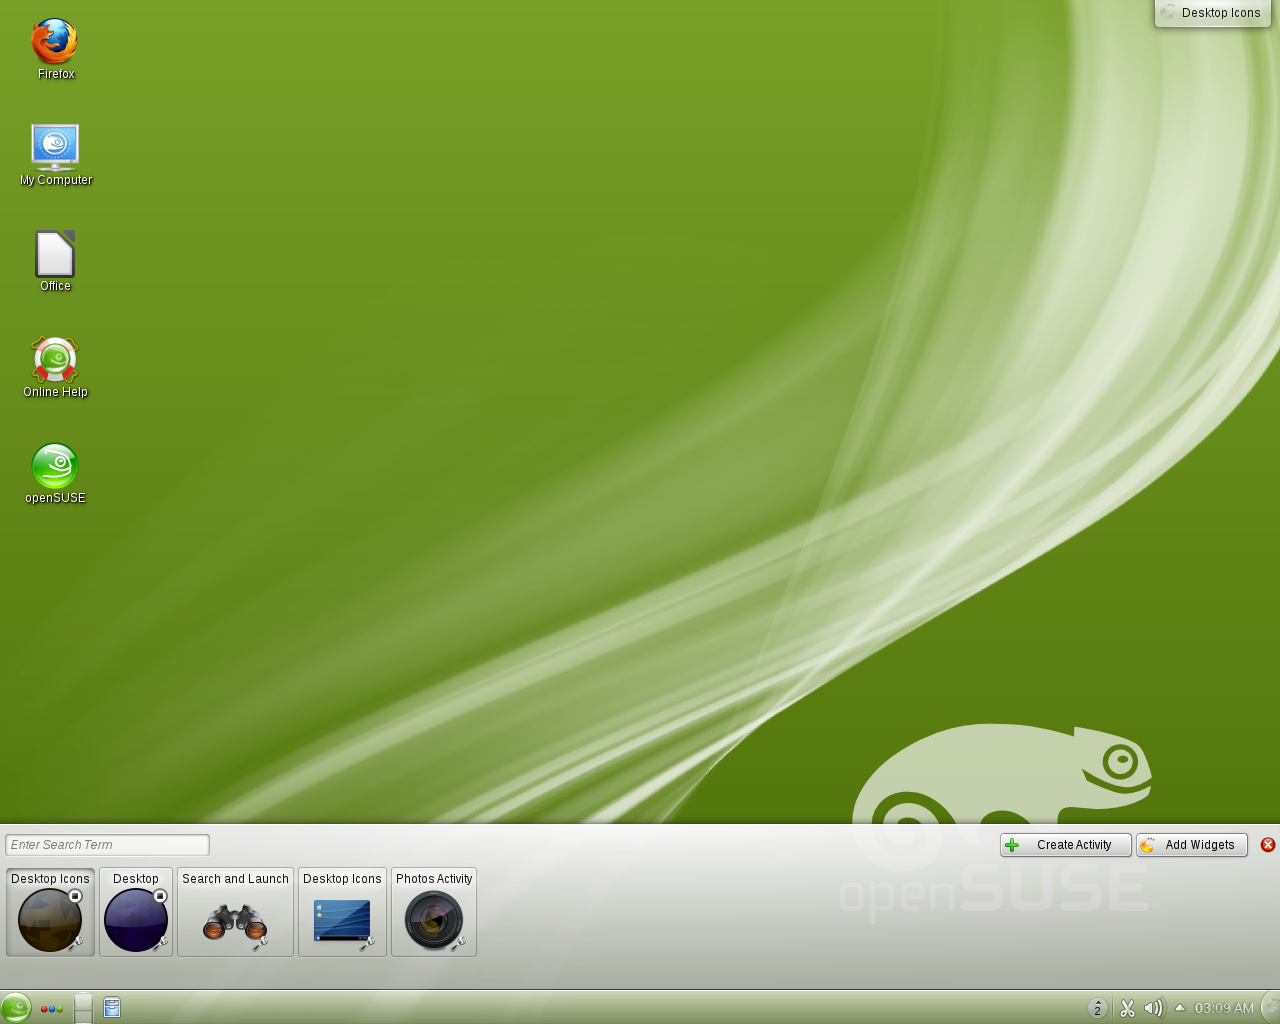 Desktop Icons
Firefox
My Computer
Office
Online Help
openSUSE
Enter Search Term
Create Activity
Add Widgets
Desktop Icons
Desktop
Search and Launch
Desktop Icons
Photos Activity
openSUSE
2
03:09 AM